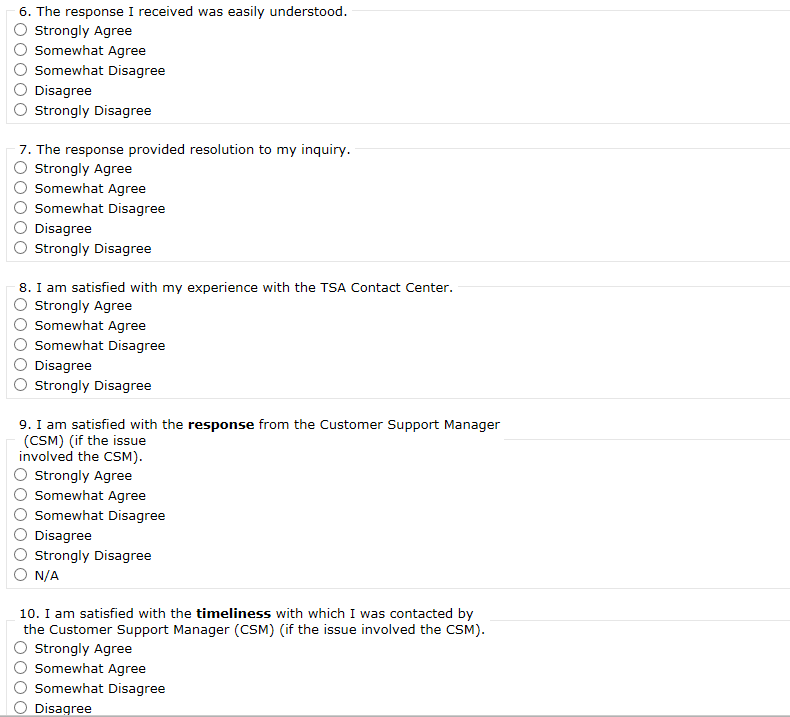 6. The response I received was easily understood.
Strongly Agree
Somewhat Agree
Somewhat Disagree
Disagree
Strongly Disagree
7. The response provided resolution to my inquiry.
Strongly Agree
Somewhat Agree
Somewhat Disagree
Disagree
Strongly Disagree
8. I am satisfied with my experience with the TSA Contact Center.
Strongly Agree
Somewhat Agree
Somewhat Disagree
Disagree
Strongly Disagree
9. I am satisfied with the response from the Customer Support Manager
(CSM) (if the issue
involved the CSM).
Strongly Agree
Somewhat Agree
Somewhat Disagree
Disagree
Strongly Disagree
N/A
10. I am satisfied with the timeliness with which I was contacted by
the Customer Support Manager (CSM) (if the issue involved the CSM).
Strongly Agree
Somewhat Agree
Somewhat Disagree
Disagree